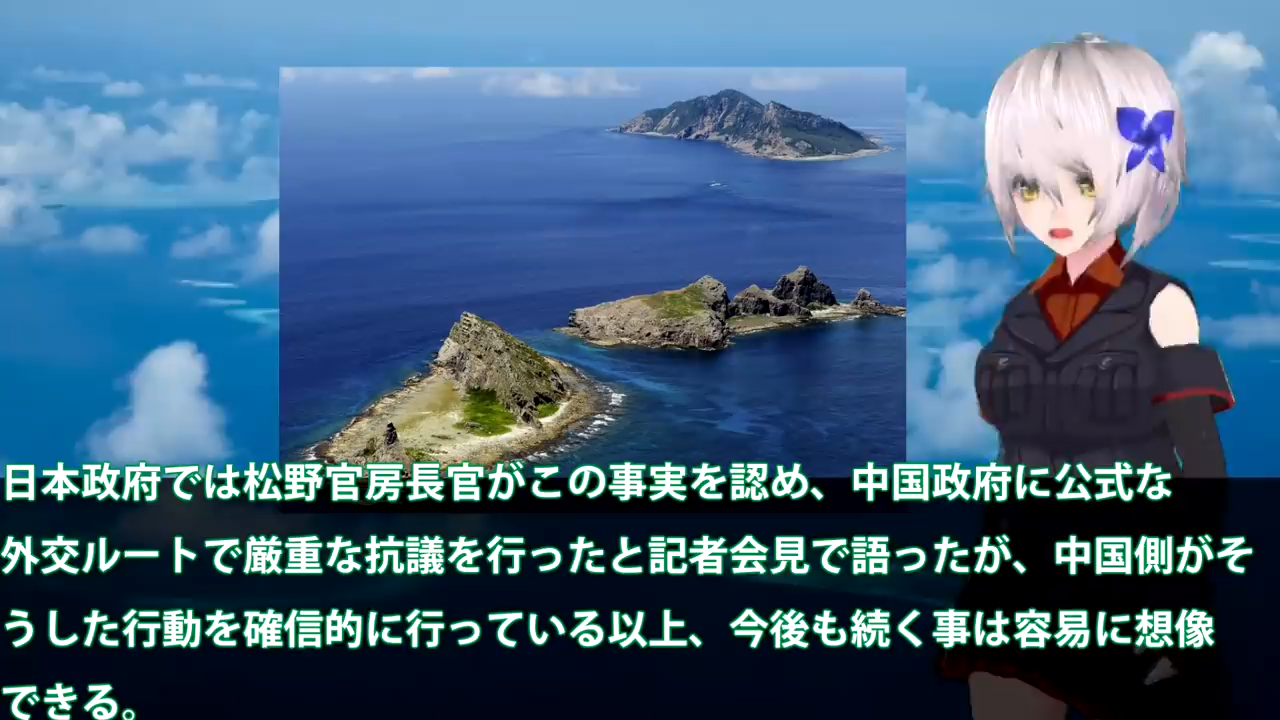 日本政府では松野官房長官がこの事実を認め、中国政府に公式な
外交ルートで厳重な抗議を行ったと記者会見で語ったが、中国側がそ
うした行動を確信的に行っている以上、今後も続く事は容易に想像
できる。